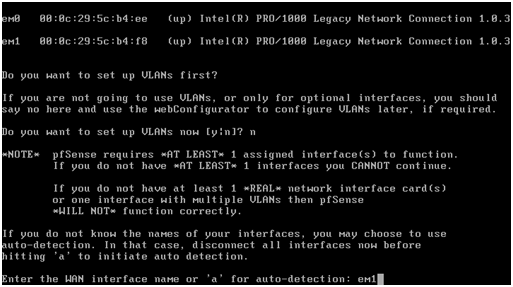 em0   00:0c:29:5c:b4:ee   (up) Intel(R) PRO/1000 Legacy Network Connection 1.0.3
em1   00:0c:29:5c:b4:f8   (up) Intel(R) PRO/1000 Legacy Network Connection 1.0.3
Do you want to set up VLANs first?
If you are not going to use VLANs, or only for optional interfaces, you should
say no here and use the webConfigurator to configure VLANs later, if required.
Do you want to set up VLANs now [y|n]? n
*NOTE*  pfSense requires *AT LEAST* 1 assigned interface(s) to function.
If you do not have *AT LEAST* 1 interfaces you CANNOT continue.
If you do not have at least 1 *REAL* network interface card(s)
or one interface with multiple VLANs then pfSense
*WILL NOT* function correctly.
If you do not know the names of your interfaces, you may choose to use
auto-detection. In that case, disconnect all interfaces now before
hitting 'a' to initiate auto detection.
Enter the WAN interface name or 'a' for auto-detection: em1